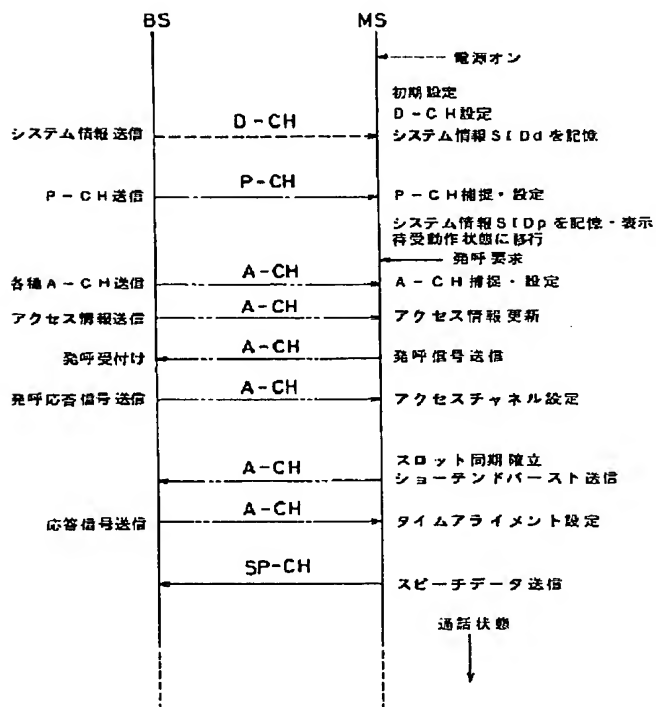 BS MS
電源オン
初期設定
D-CH設定
システム情報送信 D-CH システム情報SIDdを記憶
P-CH送信 P-CH P-CH捕捉・設定
システム情報SIDpを記憶・表示
待受動作状態に移行
発呼要求
各種A-CH送信 A-CH A-CH捕捉・設定
アクセス情報送信 A-CH アクセス情報更新
発呼受付け A-CH 発呼信号送信
発呼応答信号送信 A-CH アクセスチャネル設定
スロット同期確立
A-CH ショーテンドバースト送信
応答信号送信 A-CH タイムアライメント設定
SP-CH スピーチデータ送信
通話状態